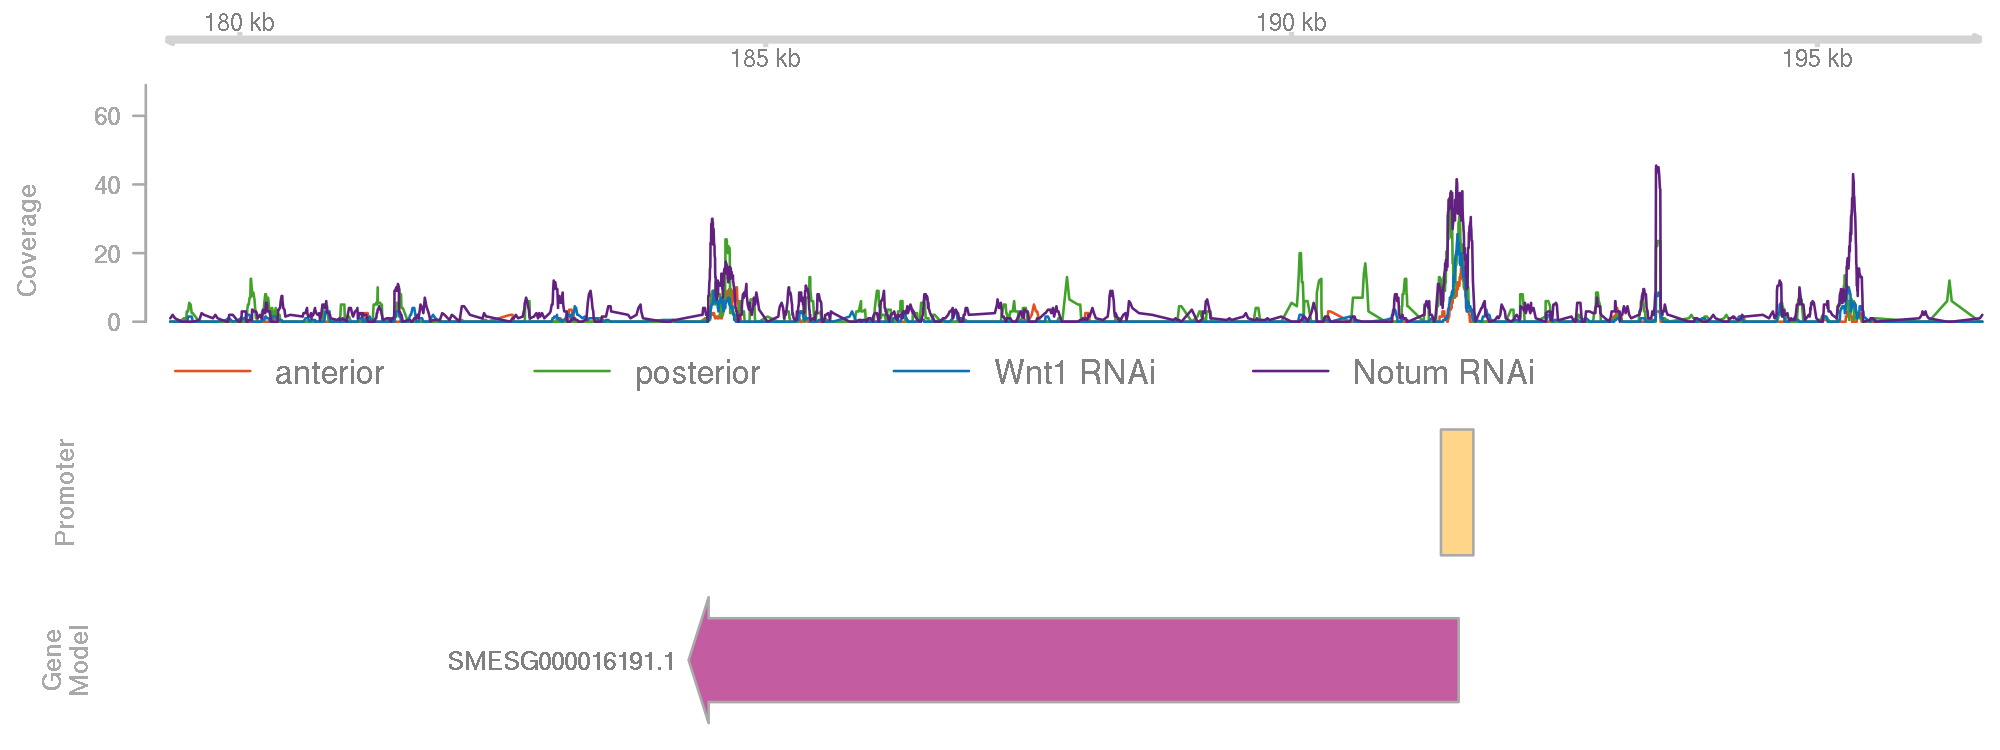 180 kb
190 kb
185 kb
195 kb
Coverage
60
40
20
0
anterior posterior Wnt1 RNAi Notum RNAi
Promoter
Gene
Model
SMESG000016191.1